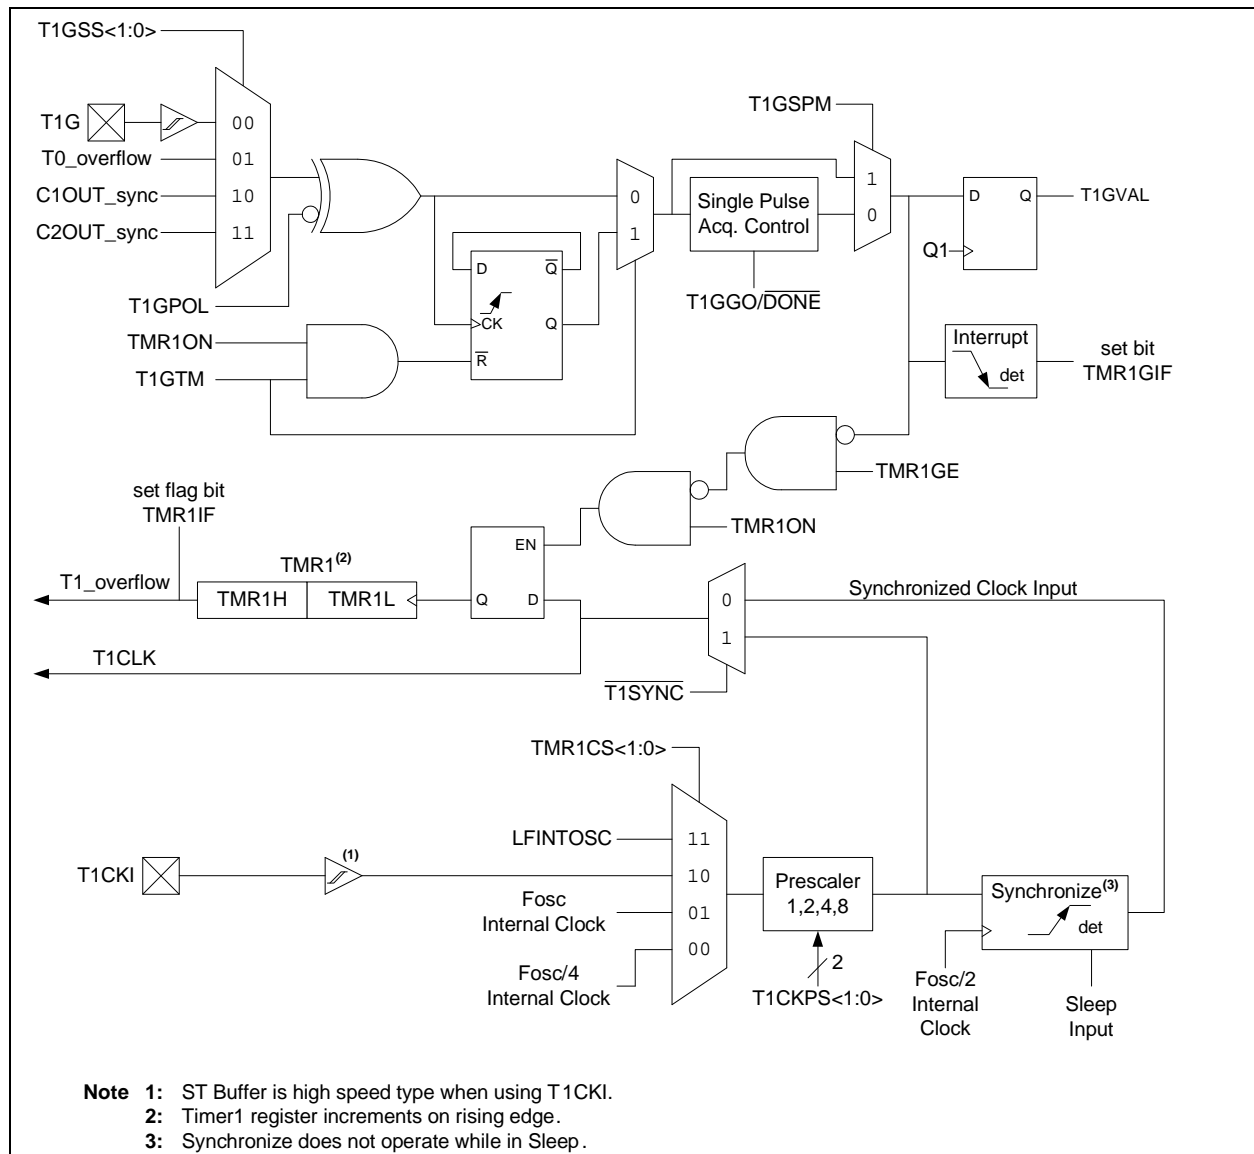 T1GSS<1:0>
T1G
00
T0_overflow
01
C1OUT_sync
10
C2OUT_sync
11
T1GPOL
TMR1ON
T1GTM
D
Q
CK
Q
R
0
1
Single Pulse
Acq. Control
T1GGO/DONE
T1GSPM
1
0
D
Q
Q1
T1GVAL
Interrupt
det
set bit
TMR1GIF
TMR1GE
TMR1ON
set flag bit
TMR1IF
T1_overflow
TMR1(2)
TMR1H
TMR1L
EN
Q
D
T1CLK
0
1
Synchronized Clock Input
T1SYNC
TMR1CS<1:0>
LFINTOSC
11
T1CKI
(1)
10
Fosc
Internal Clock
01
Fosc/4
Internal Clock
00
Prescaler
1,2,4,8
2
T1CKPS<1:0>
Synchronize(3)
det
Fosc/2
Internal
Clock
Sleep
Input
Note 1: ST Buffer is high speed type when using T1CKI.
2: Timer1 register increments on rising edge.
3: Synchronize does not operate while in Sleep.